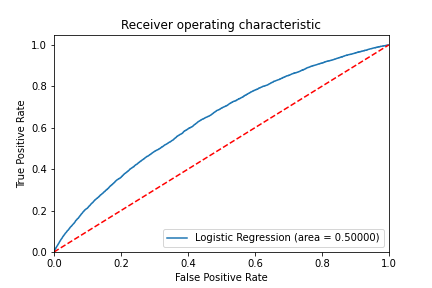 Receiver operating characteristic
True Positive Rate
1.0
0.8
0.6
0.4
0.2
0.0
Logistic Regression (area = 0.50000)
0.0 0.2 0.4 0.6 0.8 1.0
False Positive Rate